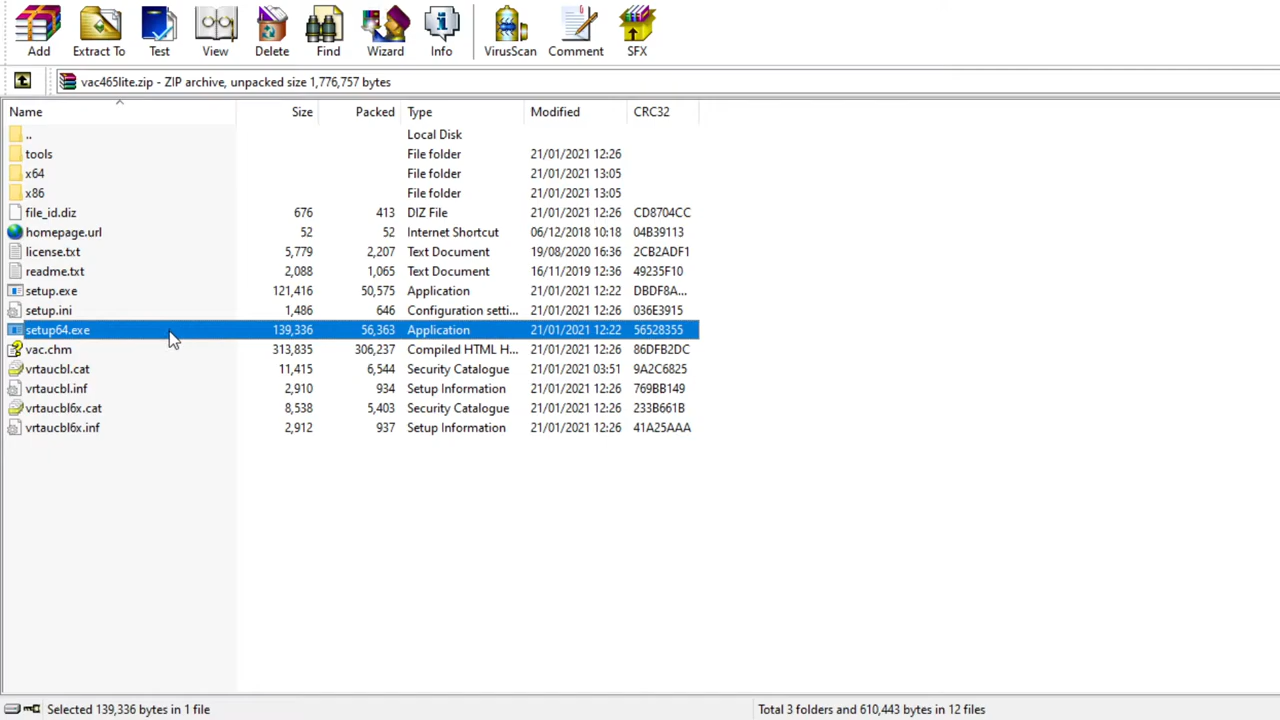 Add Extract To Test View Delete Find Wizard Info VirusScan Comment SFX
vac465lite.zip - ZIP archive, unpacked size 1,776,757 bytes
Name Size Packed Type Modified CRC32
.. Local Disk
tools File folder 21/01/2021 12:26
x64 File folder 21/01/2021 13:05
x86 File folder 21/01/2021 13:05
file_id.diz 676 413 DIZ File 21/01/2021 12:26 CD8704CC
homepage.url 52 52 Internet Shortcut 06/12/2018 10:18 04B39113
license.txt 5,779 2,207 Text Document 19/08/2020 16:36 2CB2ADF1
readme.txt 2,088 1,065 Text Document 16/11/2019 12:36 49235F10
setup.exe 121,416 50,575 Application 21/01/2021 12:22 DBDF8A...
setup.ini 1,486 646 Configuration setti... 21/01/2021 12:26 036E3915
setup64.exe 139,336 56,363 Application 21/01/2021 12:22 56528355
vac.chm 313,835 306,237 Compiled HTML H... 21/01/2021 12:26 86DFB2DC
vrtaucbl.cat 11,415 6,544 Security Catalogue 21/01/2021 03:51 9A2C6825
vrtaucbl.inf 2,910 934 Setup Information 21/01/2021 12:26 769BB149
vrtaucbl6x.cat 8,538 5,403 Security Catalogue 21/01/2021 12:26 233B661B
vrtaucbl6x.inf 2,912 937 Setup Information 21/01/2021 12:26 41A25AAA
Selected 139,336 bytes in 1 file Total 3 folders and 610,443 bytes in 12 files